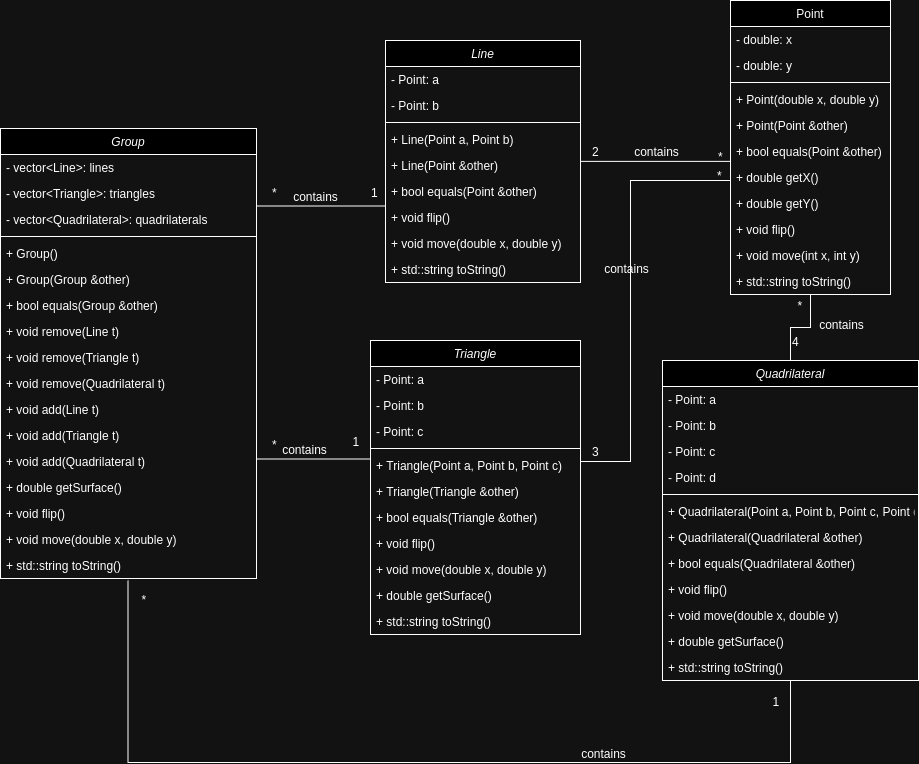 Point
- double: x
- double: y
+ Point(double x, double y)
+ Point(Point &other)
+ bool equals(Point &other)
+ double getX()
+ double getY()
+ void flip()
+ void move(int x, int y)
+ std::string toString()
Line
- Point: a
- Point: b
+ Line(Point a, Point b)
+ Line(Point &other)
+ bool equals(Point &other)
+ void flip()
+ void move(double x, double y)
+ std::string toString()
2
contains
*
*
contains
Group
- vector<Line>: lines
- vector<Triangle>: triangles
- vector<Quadrilateral>: quadrilaterals
+ Group()
+ Group(Group &other)
+ bool equals(Group &other)
+ void remove(Line t)
+ void remove(Triangle t)
+ void remove(Quadrilateral t)
+ void add(Line t)
+ void add(Triangle t)
+ void add(Quadrilateral t)
+ double getSurface()
+ void flip()
+ void move(double x, double y)
+ std::string toString()
*
contains
1
*
contains
1
Triangle
- Point: a
- Point: b
- Point: c
+ Triangle(Point a, Point b, Point c)
+ Triangle(Triangle &other)
+ bool equals(Triangle &other)
+ void flip()
+ void move(double x, double y)
+ double getSurface()
+ std::string toString()
3
*
contains
4
Quadrilateral
- Point: a
- Point: b
- Point: c
- Point: d
+ Quadrilateral(Point a, Point b, Point c, Point
+ Quadrilateral(Quadrilateral &other)
+ bool equals(Quadrilateral &other)
+ void flip()
+ void move(double x, double y)
+ double getSurface()
+ std::string toString()
*
1
contains